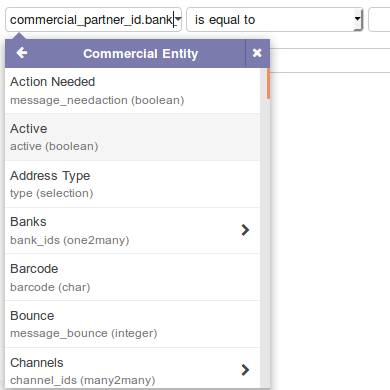 commercial_partner_id.bank
is equal to
Commercial Entity
Action Needed
message_needaction (boolean)
Active
active (boolean)
Address Type
type (selection)
Banks
bank_ids (one2many)
Barcode
barcode (char)
Bounce
message_bounce (integer)
Channels
channel_ids (many2many)